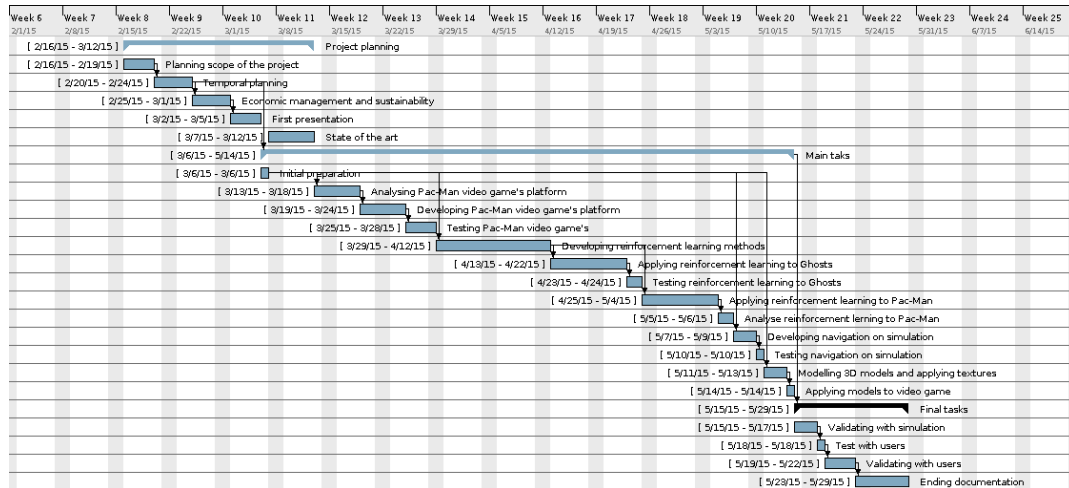 Week 6 Week 7 Week 8 Week 9 Week 10 Week 11 Week 12 Week 13 Week 14 Week 15 Week 16 Week 17 Week 18 Week 19 Week 20 Week 21 Week 22 Week 23 Week 24 Week 25
2/1/15 2/8/15 2/15/15 2/22/15 3/1/15 3/8/15 3/15/15 3/22/15 3/29/15 4/5/15 4/12/15 4/19/15 4/26/15 5/3/15 5/10/15 5/17/15 5/24/15 5/31/15 6/7/15 6/14/15
[ 2/16/15 - 3/12/15 ] Project planning
[ 2/16/15 - 2/19/15 ] Planning scope of the project
[ 2/20/15 - 2/24/15 ] Temporal planning
[ 2/25/15 - 3/1/15 ] Economic management and sustainability
[ 3/2/15 - 3/5/15 ] First presentation
[ 3/7/15 - 3/12/15 ] State of the art
[ 3/6/15 - 5/14/15 ] Main taks
[ 3/6/15 - 3/6/15 ] Initial preparation
[ 3/13/15 - 3/18/15 ] Analysing Pac-Man video game's platform
[ 3/19/15 - 3/24/15 ] Developing Pac-Man video game's platform
[ 3/25/15 - 3/28/15 ] Testing Pac-Man video game's
[ 3/29/15 - 4/12/15 ] Developing reinforcement learning methods
[ 4/13/15 - 4/22/15 ] Applying reinforcement learning to Ghosts
[ 4/23/15 - 4/24/15 ] Testing reinforcement learning to Ghosts
[ 4/25/15 - 5/4/15 ] Applying reinforcement learning to Pac-Man
[ 5/5/15 - 5/6/15 ] Analyse reinforcement lerning to Pac-Man
[ 5/7/15 - 5/9/15 ] Developing navigation on simulation
[ 5/10/15 - 5/10/15 ] Testing navigation on simulation
[ 5/11/15 - 5/13/15 ] Modelling 3D models and applying textures
[ 5/14/15 - 5/14/15 ] Applying models to video game
[ 5/15/15 - 5/29/15 ] Final tasks
[ 5/15/15 - 5/17/15 ] Validating with simulation
[ 5/18/15 - 5/18/15 ] Test with users
[ 5/19/15 - 5/22/15 ] Validating with users
[ 5/23/15 - 5/29/15 ] Ending documentation